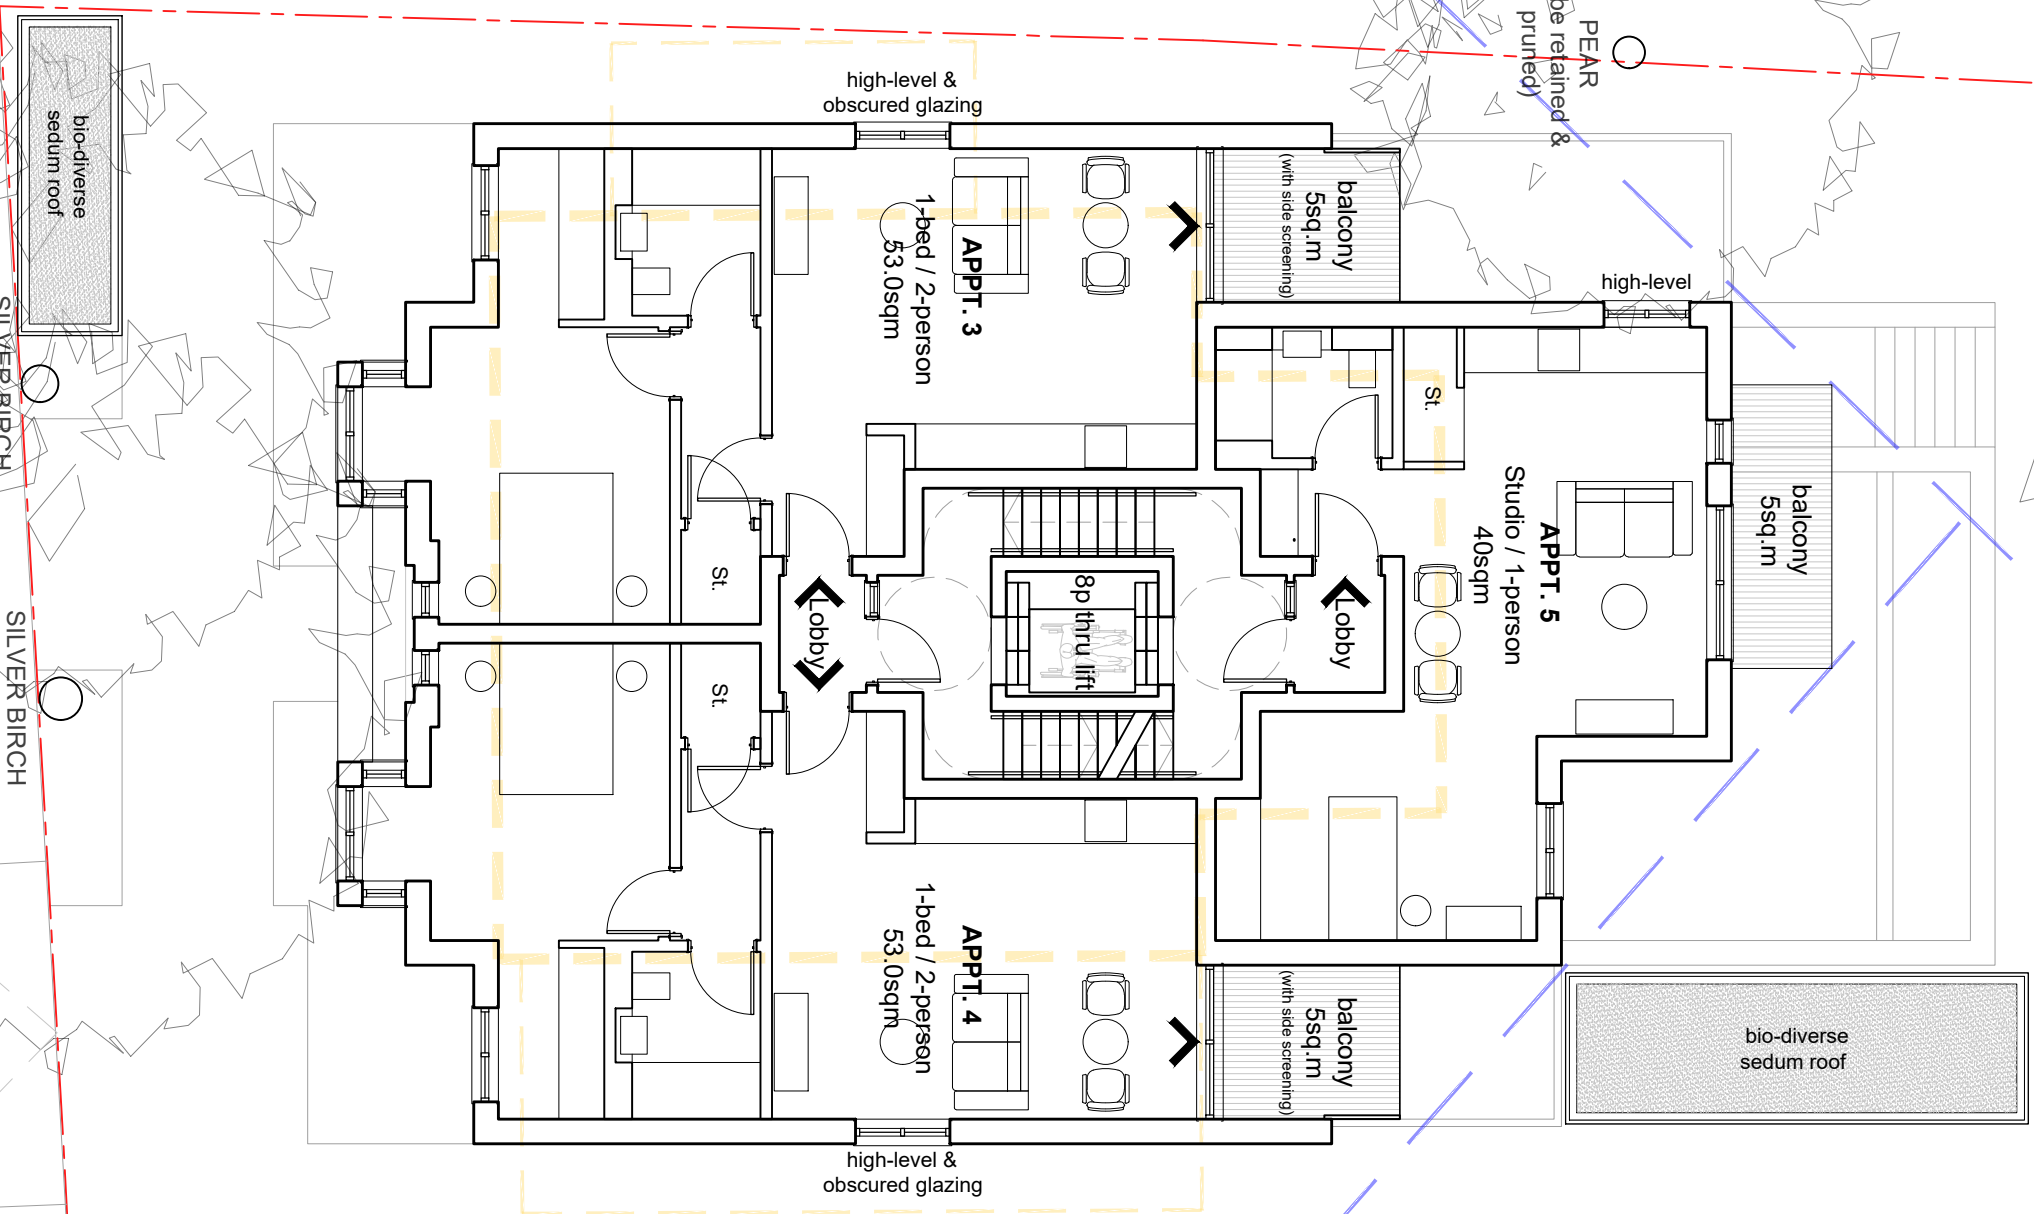 PEAR
be retained &
pruned)
high-level &
obscured glazing
bio-diverse
sedum roof
balcony
5sq.m
(with side screening)
APPT. 3
1-bed / 2-person
53.0sqm
high-level
SILVER BIRCH
St.
balcony
5sq.m
APPT. 5
Studio / 1-person
40sqm
St.
8p thru lift
Lobby
Lobby
SILVER BIRCH
St.
APPT. 4
1-bed / 2-person
53.0sqm
balcony
5sq.m
(with side screening)
bio-diverse
sedum roof
high-level &
obscured glazing